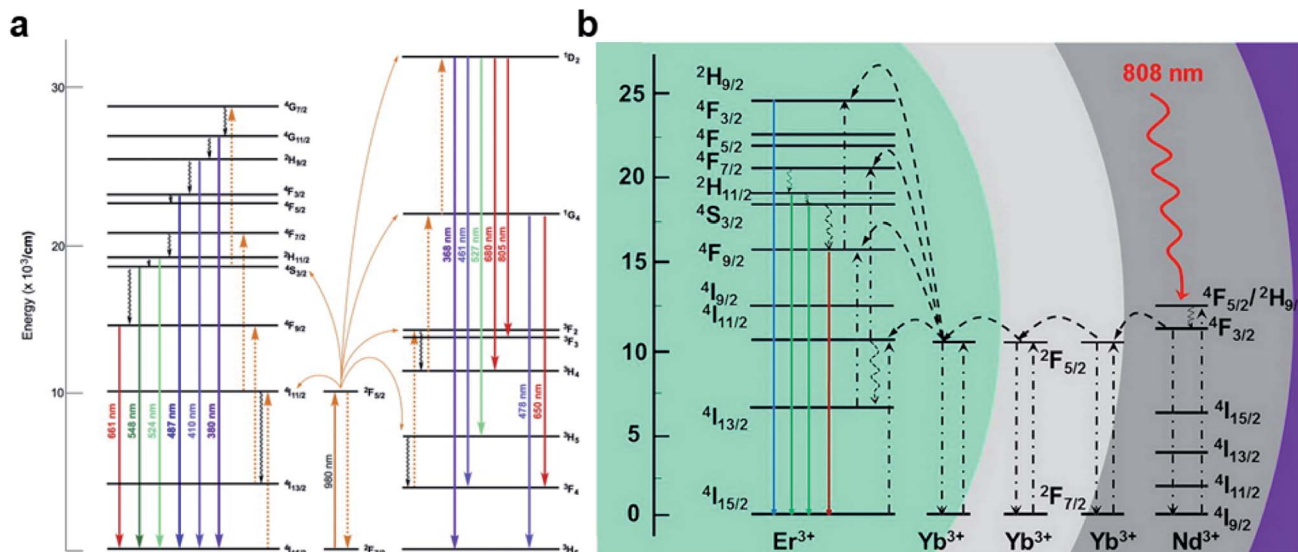 a
Energy (x 10³/cm)
30
20
10
⁴G₇/₂
⁴G₁₁/₂
²H₉/₂
⁴F₃/₂
⁴F₅/₂
⁴F₇/₂
²H₁₁/₂
⁴S₃/₂
⁴F₉/₂
⁴I₁₁/₂
⁴I₁₃/₂
661 nm
548 nm
524 nm
487 nm
410 nm
380 nm
980 nm
²F₅/₂
¹D₂
¹G₄
³F₂
³F₃
³H₄
³H₅
³F₄
368 nm
461 nm
527 nm
680 nm
805 nm
478 nm
650 nm
b
25
20
15
10
5
0
²H₉/₂
⁴F₃/₂
⁴F₅/₂
⁴F₇/₂
²H₁₁/₂
⁴S₃/₂
⁴F₉/₂
⁴I₉/₂
⁴I₁₁/₂
⁴I₁₃/₂
⁴I₁₅/₂
808 nm
²F₅/₂
²F₇/₂
⁴F₅/₂/²H₉/
⁴F₃/₂
⁴I₁₅/₂
⁴I₁₃/₂
⁴I₁₁/₂
⁴I₉/₂
Er³⁺
Yb³⁺
Yb³⁺
Yb³⁺
Nd³⁺